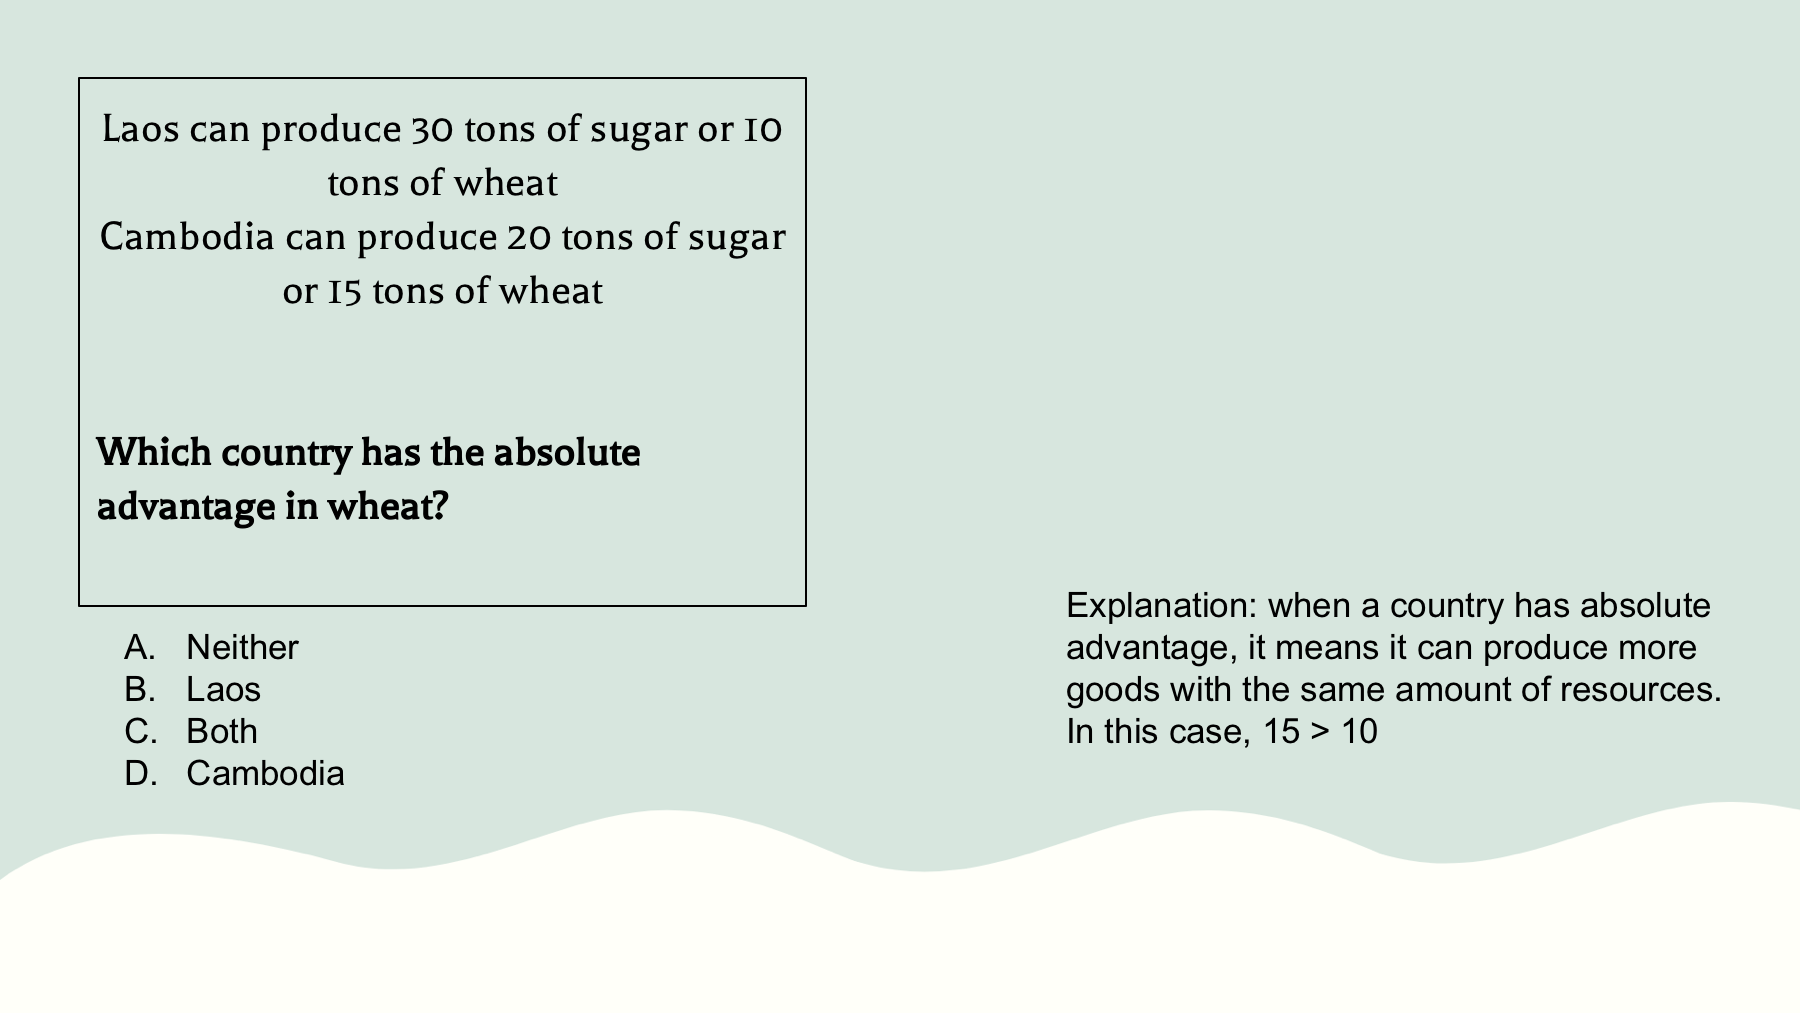 Laos can produce 30 tons of sugar or 10
tons of wheat
Cambodia can produce 20 tons of sugar
or 15 tons of wheat
Which country has the absolute
advantage in wheat?
A. Neither
B. Laos
C. Both
D. Cambodia
Explanation: when a country has absolute
advantage, it means it can produce more
goods with the same amount of resources.
In this case, 15 > 10